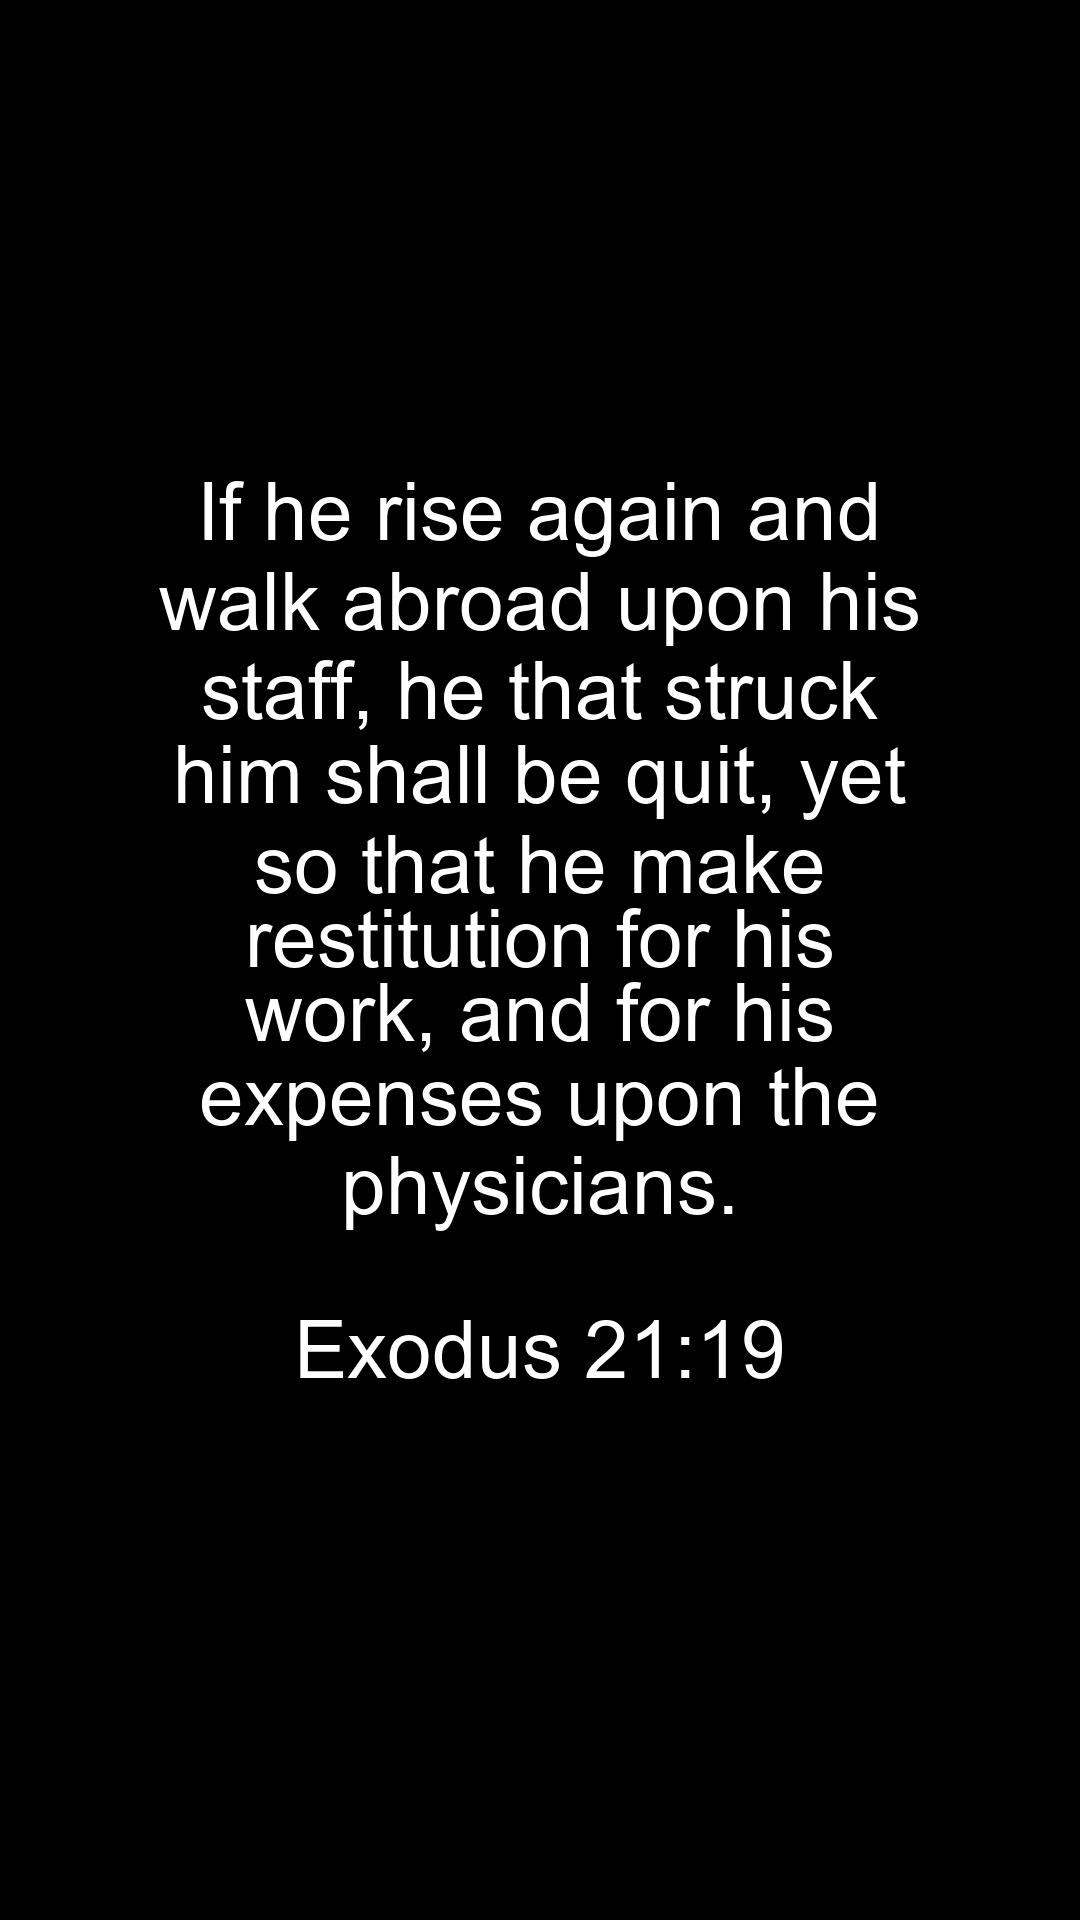 If he rise again and
walk abroad upon his
staff, he that struck
him shall be quit, yet
so that he make
restitution for his
work, and for his
expenses upon the
physicians.
Exodus 21:19